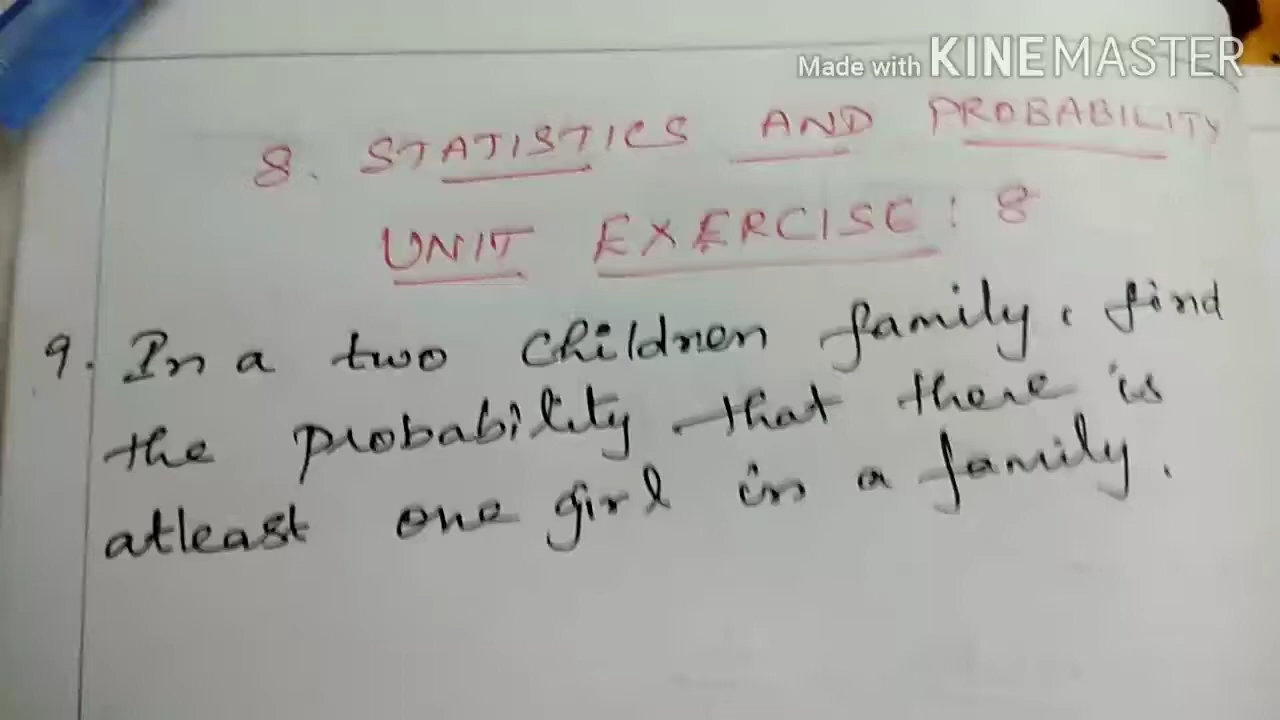 Made with KINEMASTER
8. STATISTICS AND PROBABILITY
UNIT EXERCISE: 8
9. In a two children family, find
the probability that there is
atleast one girl in a family.